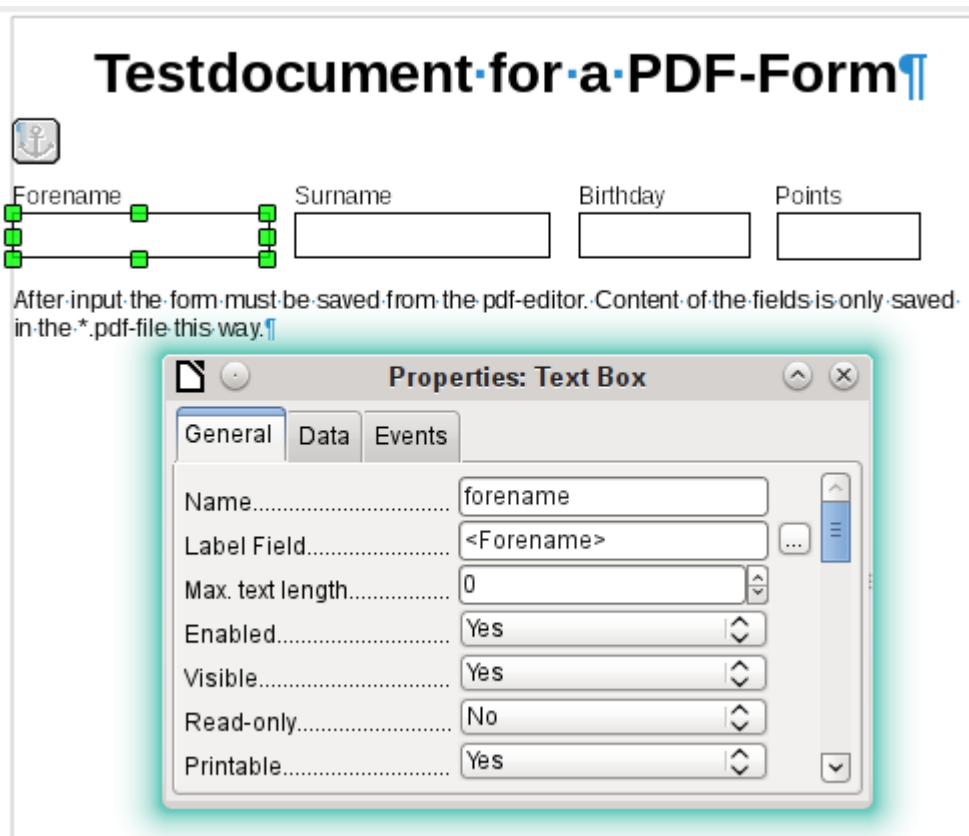 Testdocument·for·a·PDF-Form¶
Forename Surname Birthday Points
After·input·the·form·must·be·saved·from·the·pdf-editor.·Content·of·the·fields·is·only·saved·
in·the·*.pdf-file·this·way.¶
Properties: Text Box
General Data Events
Name.............................. forename
Label Field....................... <Forename> ...
Max. text length................ 0
Enabled........................... Yes
Visible............................. Yes
Read-only....................... No
Printable......................... Yes